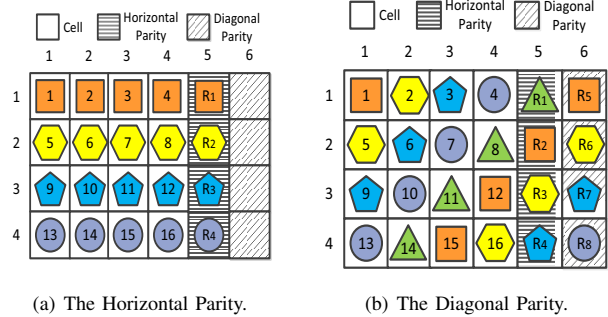 Cell Horizontal Parity Diagonal Parity
1 2 3 4 5 6
1 1 2 3 4 R1
2 5 6 7 8 R2
3 9 10 11 12 R3
4 13 14 15 16 R4
(a) The Horizontal Parity.
Cell Horizontal Parity Diagonal Parity
1 2 3 4 5 6
1 1 2 3 4 R1 R5
2 5 6 7 8 R2 R6
3 9 10 11 12 R3 R7
4 13 14 15 16 R4 R8
(b) The Diagonal Parity.